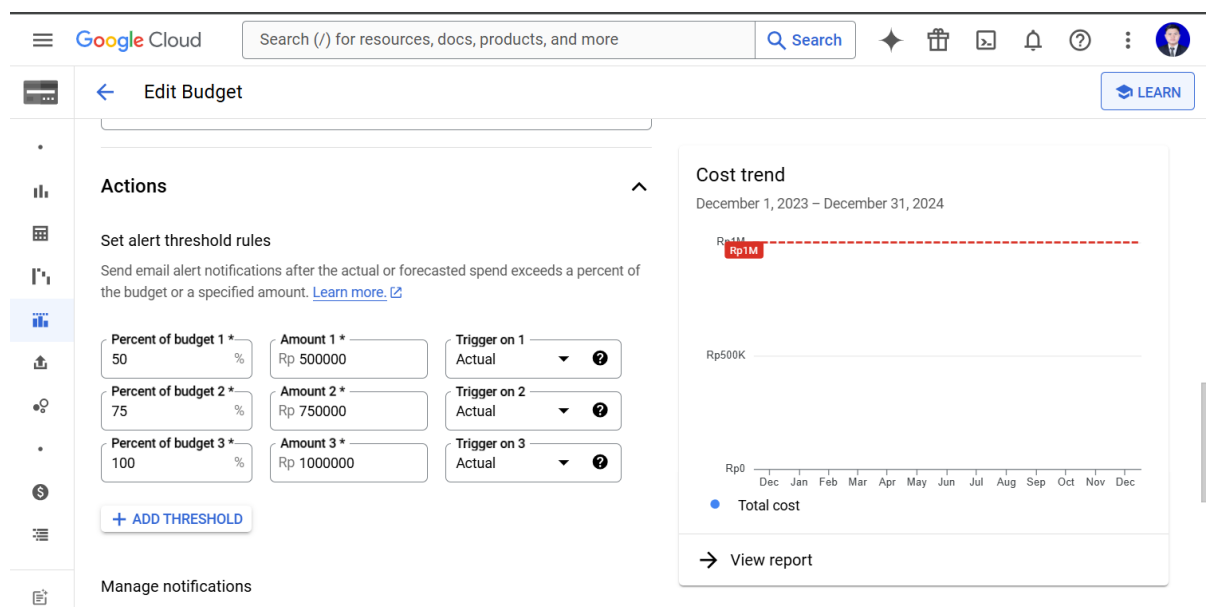 Google Cloud
Search (/) for resources, docs, products, and more
Search
Edit Budget
LEARN
Actions
Set alert threshold rules
Send email alert notifications after the actual or forecasted spend exceeds a percent of
the budget or a specified amount. Learn more.
Percent of budget 1 * Amount 1 * Trigger on 1
50 % Rp 500000 Actual
Percent of budget 2 * Amount 2 * Trigger on 2
75 % Rp 750000 Actual
Percent of budget 3 * Amount 3 * Trigger on 3
100 % Rp 1000000 Actual
+ ADD THRESHOLD
Manage notifications
Cost trend
December 1, 2023 – December 31, 2024
Rp1M
Rp1M
Rp500K
Rp0
Dec Jan Feb Mar Apr May Jun Jul Aug Sep Oct Nov Dec
Total cost
View report